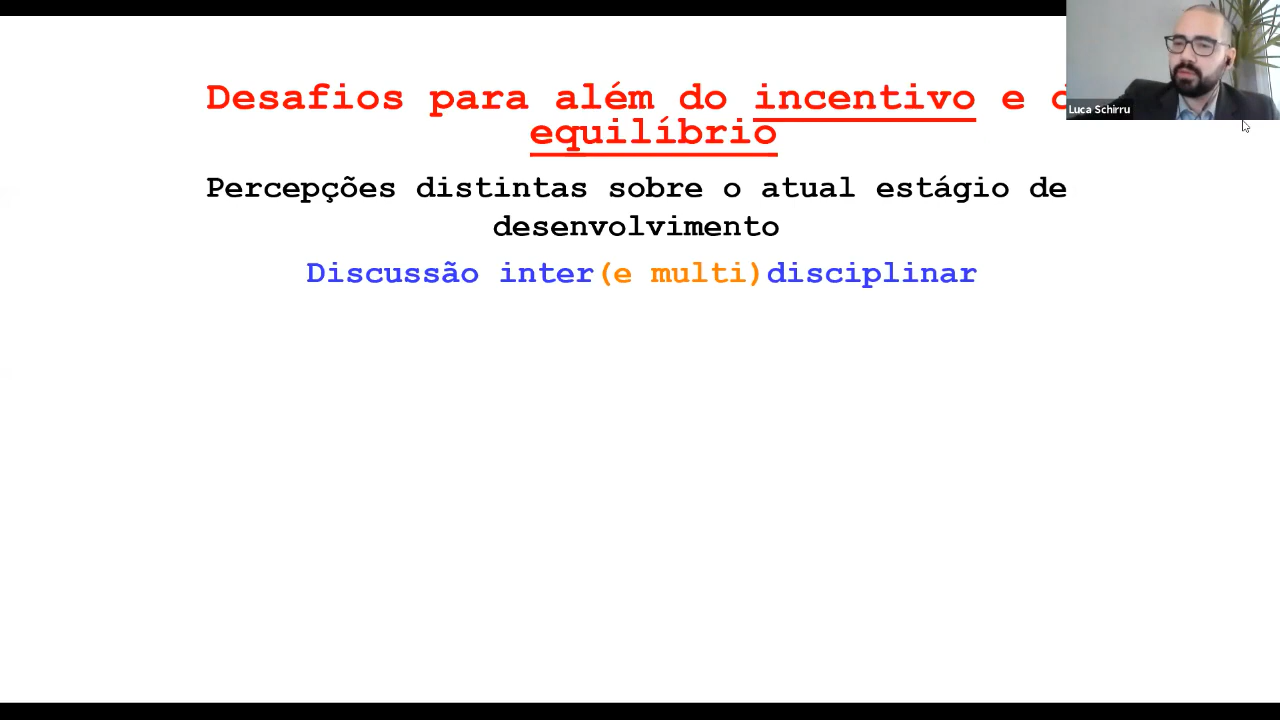 Desafios para além do incentivo e
equilíbrio
Percepções distintas sobre o atual estágio de
desenvolvimento
Discussão inter(e multi)disciplinar
Luca Schirru